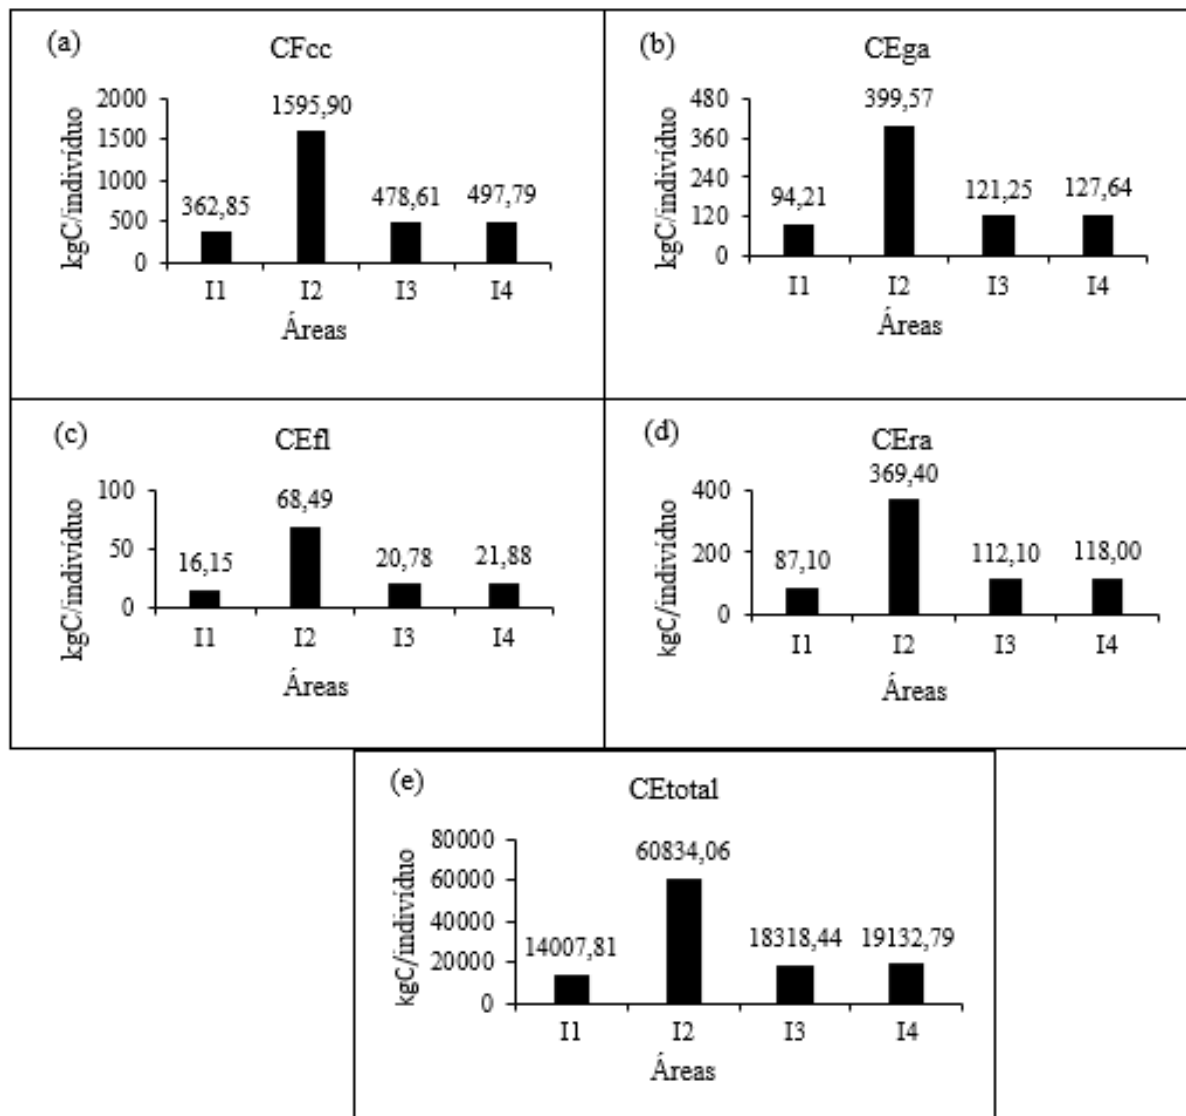 (a)
CFcc
kgC/indivíduo
2000
1500
1000
500
0
362,85
1595,90
478,61
497,79
I1 I2 I3 I4
Áreas
(b)
CEga
kgC/indivíduo
480
360
240
120
0
94,21
399,57
121,25
127,64
I1 I2 I3 I4
Áreas
(c)
CEfl
kgC/indivíduo
100
50
0
16,15
68,49
20,78
21,88
I1 I2 I3 I4
Áreas
(d)
CEra
kgC/indivíduo
400
200
0
87,10
369,40
112,10
118,00
I1 I2 I3 I4
Áreas
(e)
CEtotal
kgC/indivíduo
80000
60000
40000
20000
0
14007,81
60834,06
18318,44
19132,79
I1 I2 I3 I4
Áreas